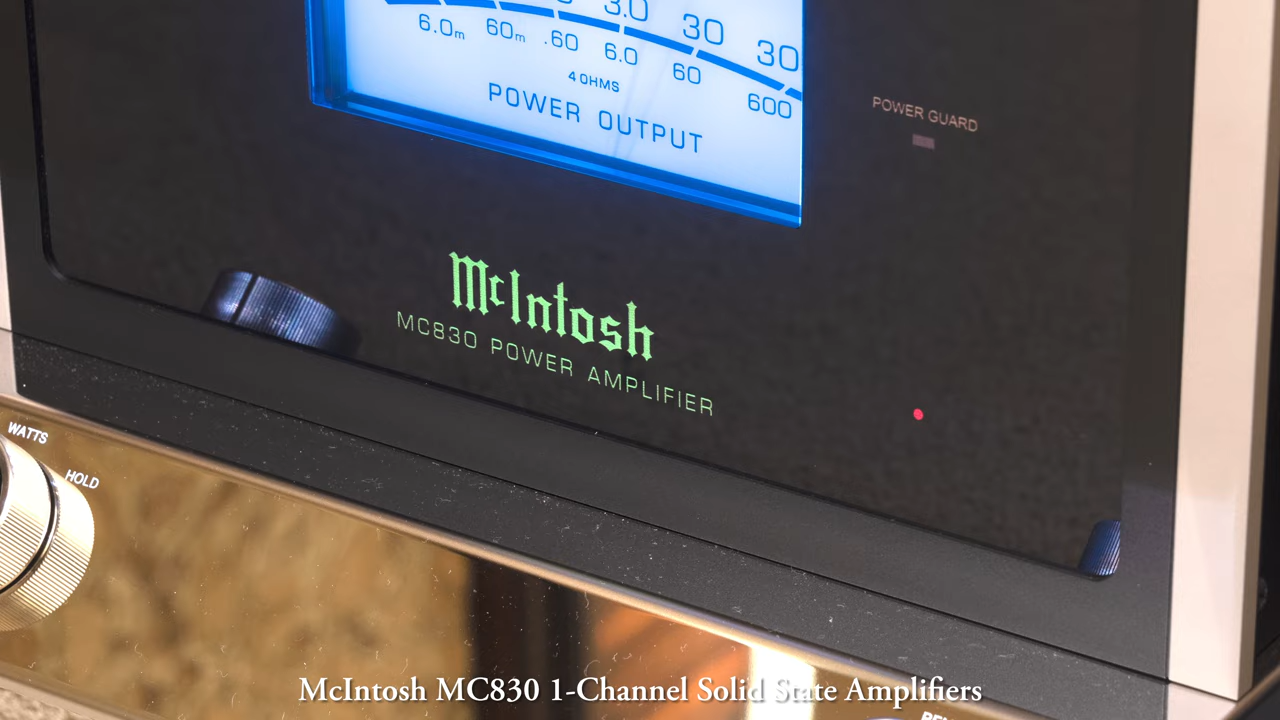 3.0 30 30
6.0m 60m .60 6.0 60 600
4 OHMS
POWER OUTPUT
POWER GUARD
McIntosh
MC830 POWER AMPLIFIER
WATTS
HOLD
McIntosh MC830 1-Channel Solid State Amplifiers